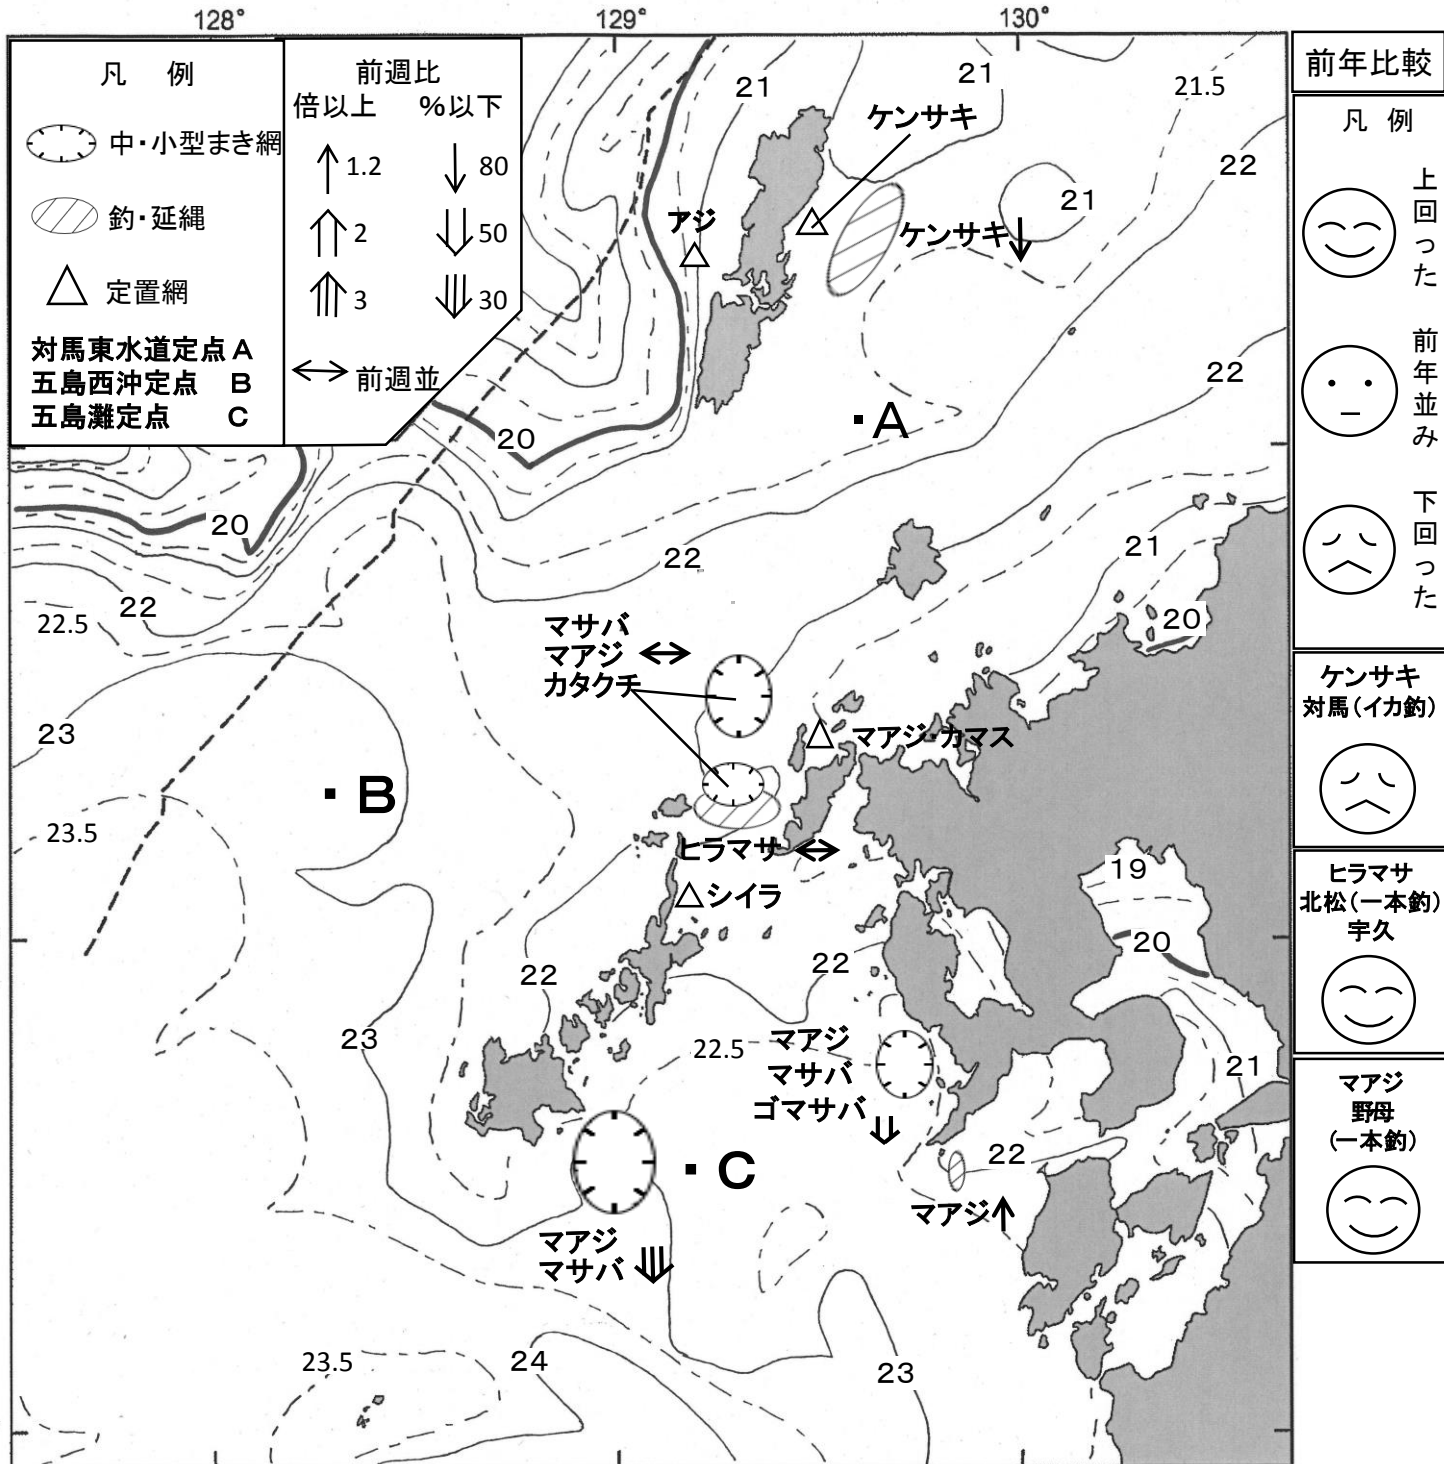 128°
129°
130°
凡 例
中・小型まき網
釣・延縄
定置網
対馬東水道定点 A
五島西沖定点 B
五島灘定点 C
前週比
倍以上 %以下
1.2 80
2 50
3 30
前週並
前年比較
凡 例
上回った
前年並み
下回った
ケンサキ
対馬(イカ釣)
ヒラマサ
北松(一本釣)
宇久
マアジ
野母
(一本釣)
21
21
21.5
ケンサキ
22
アジ
21
ケンサキ
22
20
A
20
21
22
22
22.5
20
マサバ
マアジ
カタクチ
23
マアジ・カマス
B
23.5
ヒラマサ
19
シイラ
20
22
22
23
22.5
マアジ
マサバ
ゴマサバ
21
22
C
マアジ
マアジ
マサバ
23.5
24
23